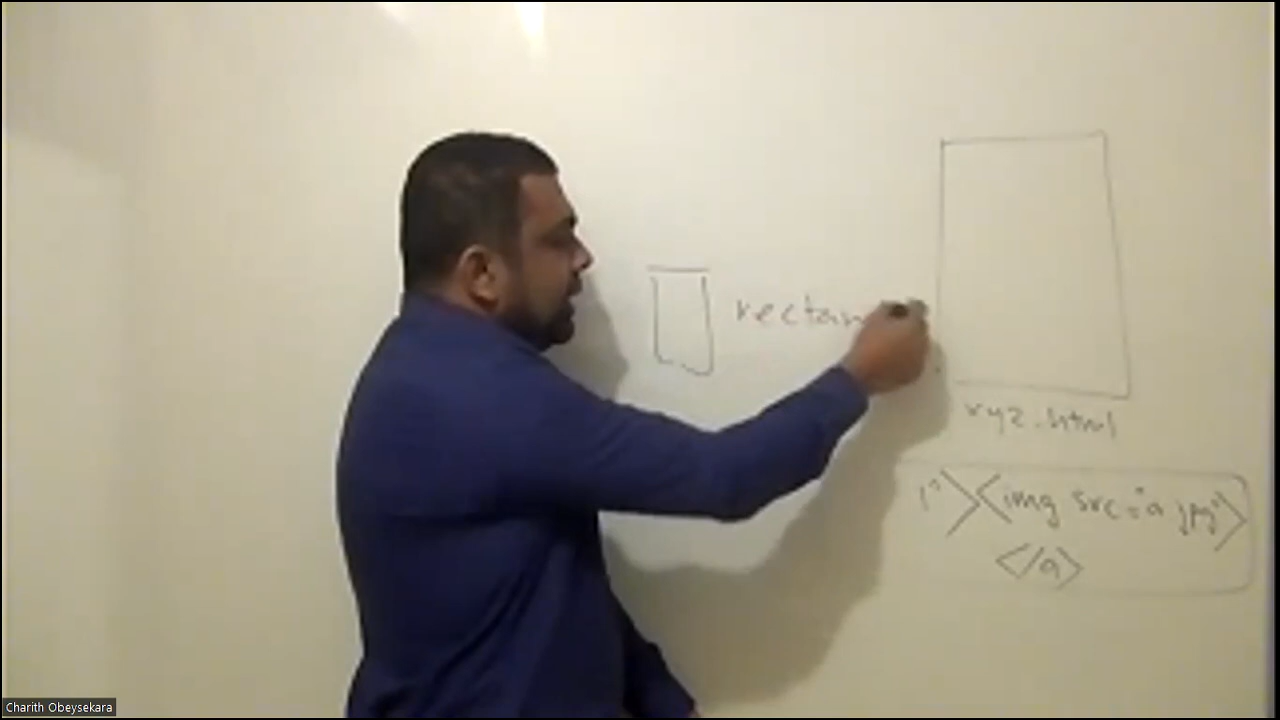 rectan
xyz.html
l"><img src="a jpg">
</a>
Charith Obeysekara